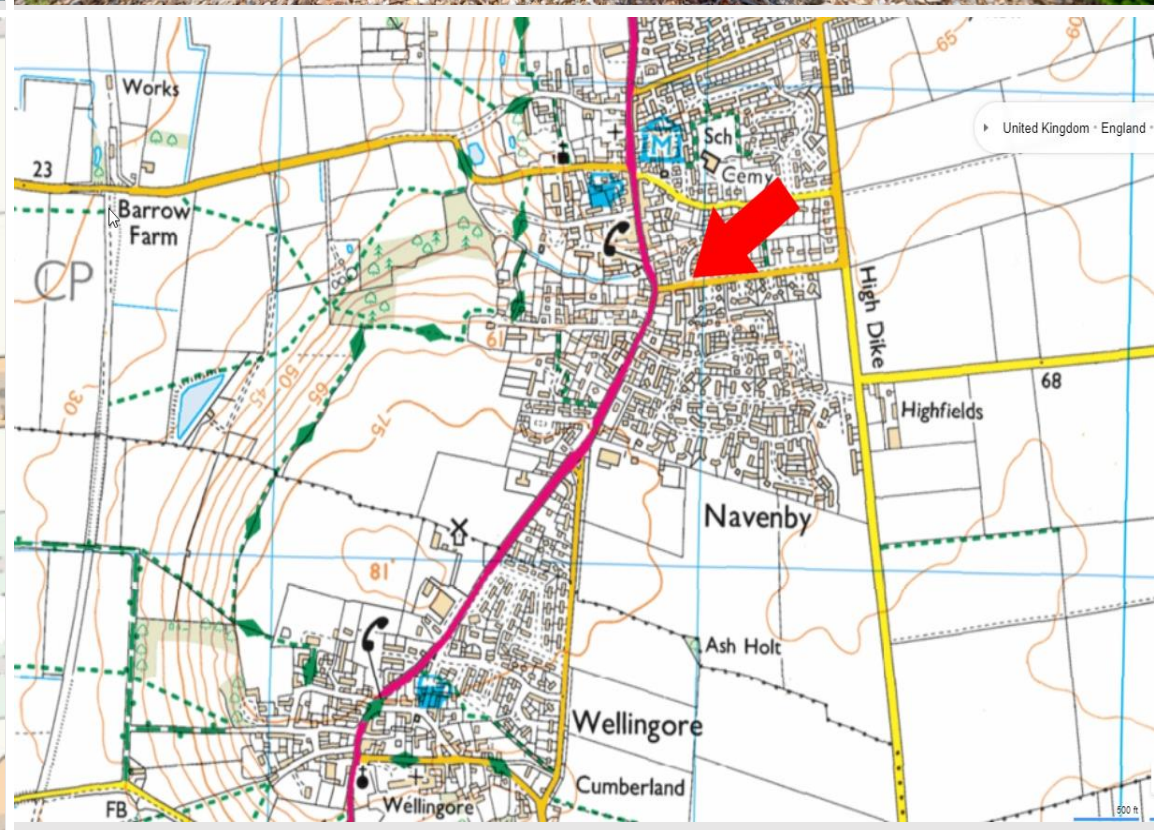 65
60
Works
United Kingdom · England ·
M
Sch
Cemy
23
Barrow
Farm
CP
High Dike
61
50
45
65
30
75
68
Highfields
Navenby
81
Ash Holt
Wellingore
Cumberland
Wellingore
FB
500 ft